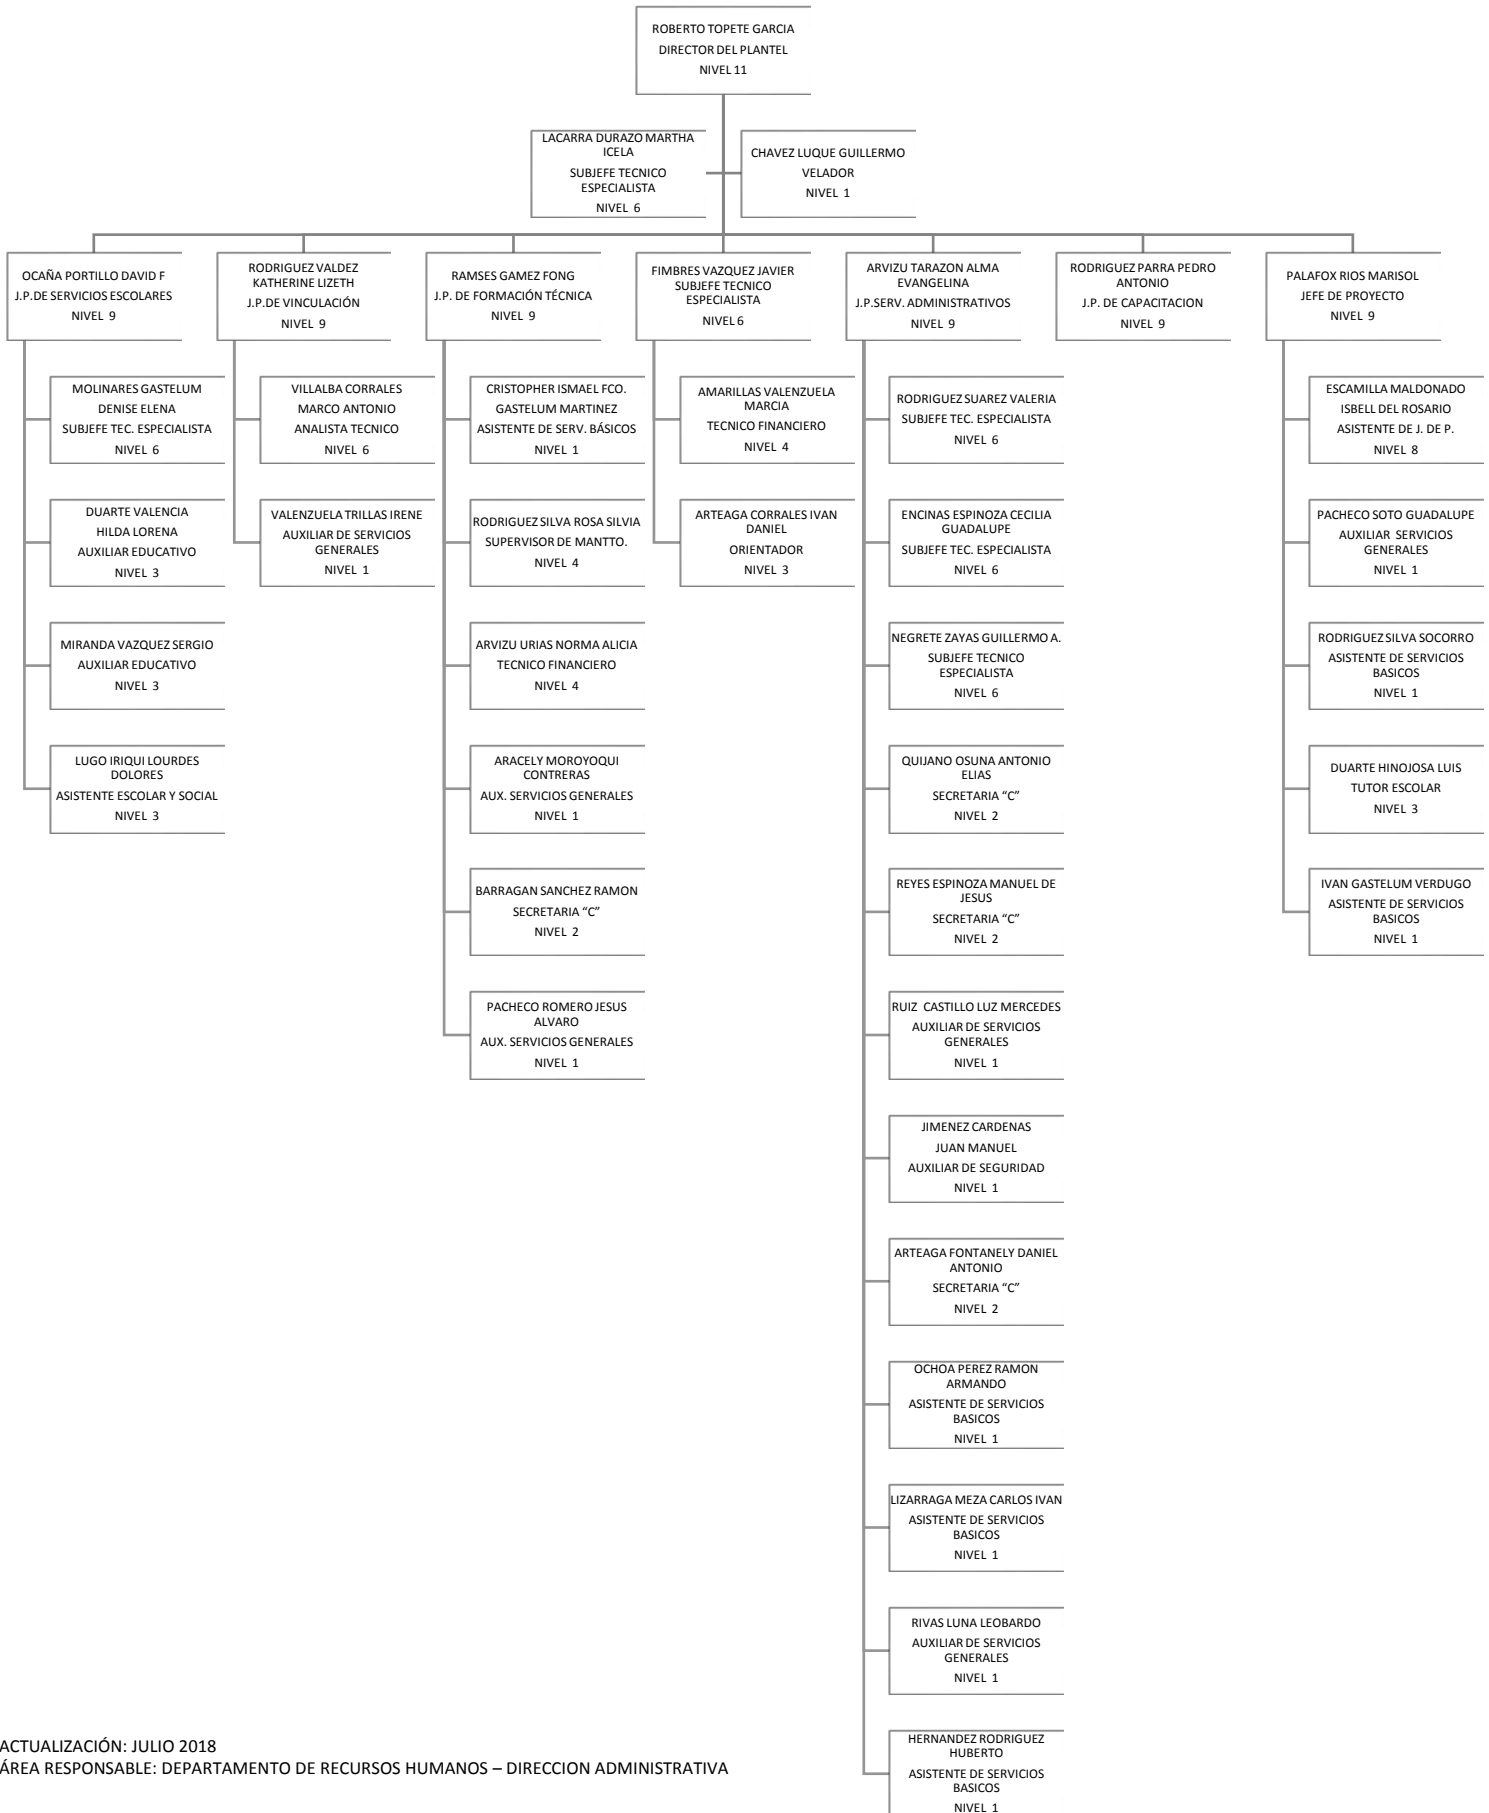 ROBERTO TOPETE GARCIA
DIRECTOR DEL PLANTEL
NIVEL 11
LACARRA DURAZO MARTHA
ICELA
SUBJEFE TECNICO
ESPECIALISTA
NIVEL 6
CHAVEZ LUQUE GUILLERMO
VELADOR
NIVEL 1
OCAÑA PORTILLO DAVID F
J.P.DE SERVICIOS ESCOLARES
NIVEL 9
MOLINARES GASTELUM
DENISE ELENA
SUBJEFE TEC. ESPECIALISTA
NIVEL 6
DUARTE VALENCIA
HILDA LORENA
AUXILIAR EDUCATIVO
NIVEL 3
MIRANDA VAZQUEZ SERGIO
AUXILIAR EDUCATIVO
NIVEL 3
LUGO IRIQUI LOURDES
DOLORES
ASISTENTE ESCOLAR Y SOCIAL
NIVEL 3
RODRIGUEZ VALDEZ
KATHERINE LIZETH
J.P.DE VINCULACIÓN
NIVEL 9
VILLALBA CORRALES
MARCO ANTONIO
ANALISTA TECNICO
NIVEL 6
VALENZUELA TRILLAS IRENE
AUXILIAR DE SERVICIOS
GENERALES
NIVEL 1
RAMSES GAMEZ FONG
J.P. DE FORMACIÓN TÉCNICA
NIVEL 9
CRISTOPHER ISMAEL FCO.
GASTELUM MARTINEZ
ASISTENTE DE SERV. BÁSICOS
NIVEL 1
RODRIGUEZ SILVA ROSA SILVIA
SUPERVISOR DE MANTTO.
NIVEL 4
ARVIZU URIAS NORMA ALICIA
TECNICO FINANCIERO
NIVEL 4
ARACELY MOROYOQUI
CONTRERAS
AUX. SERVICIOS GENERALES
NIVEL 1
BARRAGAN SANCHEZ RAMON
SECRETARIA “C”
NIVEL 2
PACHECO ROMERO JESUS
ALVARO
AUX. SERVICIOS GENERALES
NIVEL 1
FIMBRES VAZQUEZ JAVIER
SUBJEFE TECNICO
ESPECIALISTA
NIVEL 6
AMARILLAS VALENZUELA
MARCIA
TECNICO FINANCIERO
NIVEL 4
ARTEAGA CORRALES IVAN
DANIEL
ORIENTADOR
NIVEL 3
ARVIZU TARAZON ALMA
EVANGELINA
J.P.SERV. ADMINISTRATIVOS
NIVEL 9
RODRIGUEZ SUAREZ VALERIA
SUBJEFE TEC. ESPECIALISTA
NIVEL 6
ENCINAS ESPINOZA CECILIA
GUADALUPE
SUBJEFE TEC. ESPECIALISTA
NIVEL 6
NEGRETE ZAYAS GUILLERMO A.
SUBJEFE TECNICO
ESPECIALISTA
NIVEL 6
QUIJANO OSUNA ANTONIO
ELIAS
SECRETARIA “C”
NIVEL 2
REYES ESPINOZA MANUEL DE
JESUS
SECRETARIA “C”
NIVEL 2
RUIZ CASTILLO LUZ MERCEDES
AUXILIAR DE SERVICIOS
GENERALES
NIVEL 1
JIMENEZ CARDENAS
JUAN MANUEL
AUXILIAR DE SEGURIDAD
NIVEL 1
ARTEAGA FONTANELY DANIEL
ANTONIO
SECRETARIA “C”
NIVEL 2
OCHOA PEREZ RAMON
ARMANDO
ASISTENTE DE SERVICIOS
BASICOS
NIVEL 1
LIZARRAGA MEZA CARLOS IVAN
ASISTENTE DE SERVICIOS
BASICOS
NIVEL 1
RIVAS LUNA LEOBARDO
AUXILIAR DE SERVICIOS
GENERALES
NIVEL 1
HERNANDEZ RODRIGUEZ
HUBERTO
ASISTENTE DE SERVICIOS
BASICOS
NIVEL 1
RODRIGUEZ PARRA PEDRO
ANTONIO
J.P. DE CAPACITACION
NIVEL 9
PALAFOX RIOS MARISOL
JEFE DE PROYECTO
NIVEL 9
ESCAMILLA MALDONADO
ISBELL DEL ROSARIO
ASISTENTE DE J. DE P.
NIVEL 8
PACHECO SOTO GUADALUPE
AUXILIAR SERVICIOS
GENERALES
NIVEL 1
RODRIGUEZ SILVA SOCORRO
ASISTENTE DE SERVICIOS
BASICOS
NIVEL 1
DUARTE HINOJOSA LUIS
TUTOR ESCOLAR
NIVEL 3
IVAN GASTELUM VERDUGO
ASISTENTE DE SERVICIOS
BASICOS
NIVEL 1
ACTUALIZACIÓN: JULIO 2018
ÁREA RESPONSABLE: DEPARTAMENTO DE RECURSOS HUMANOS – DIRECCION ADMINISTRATIVA